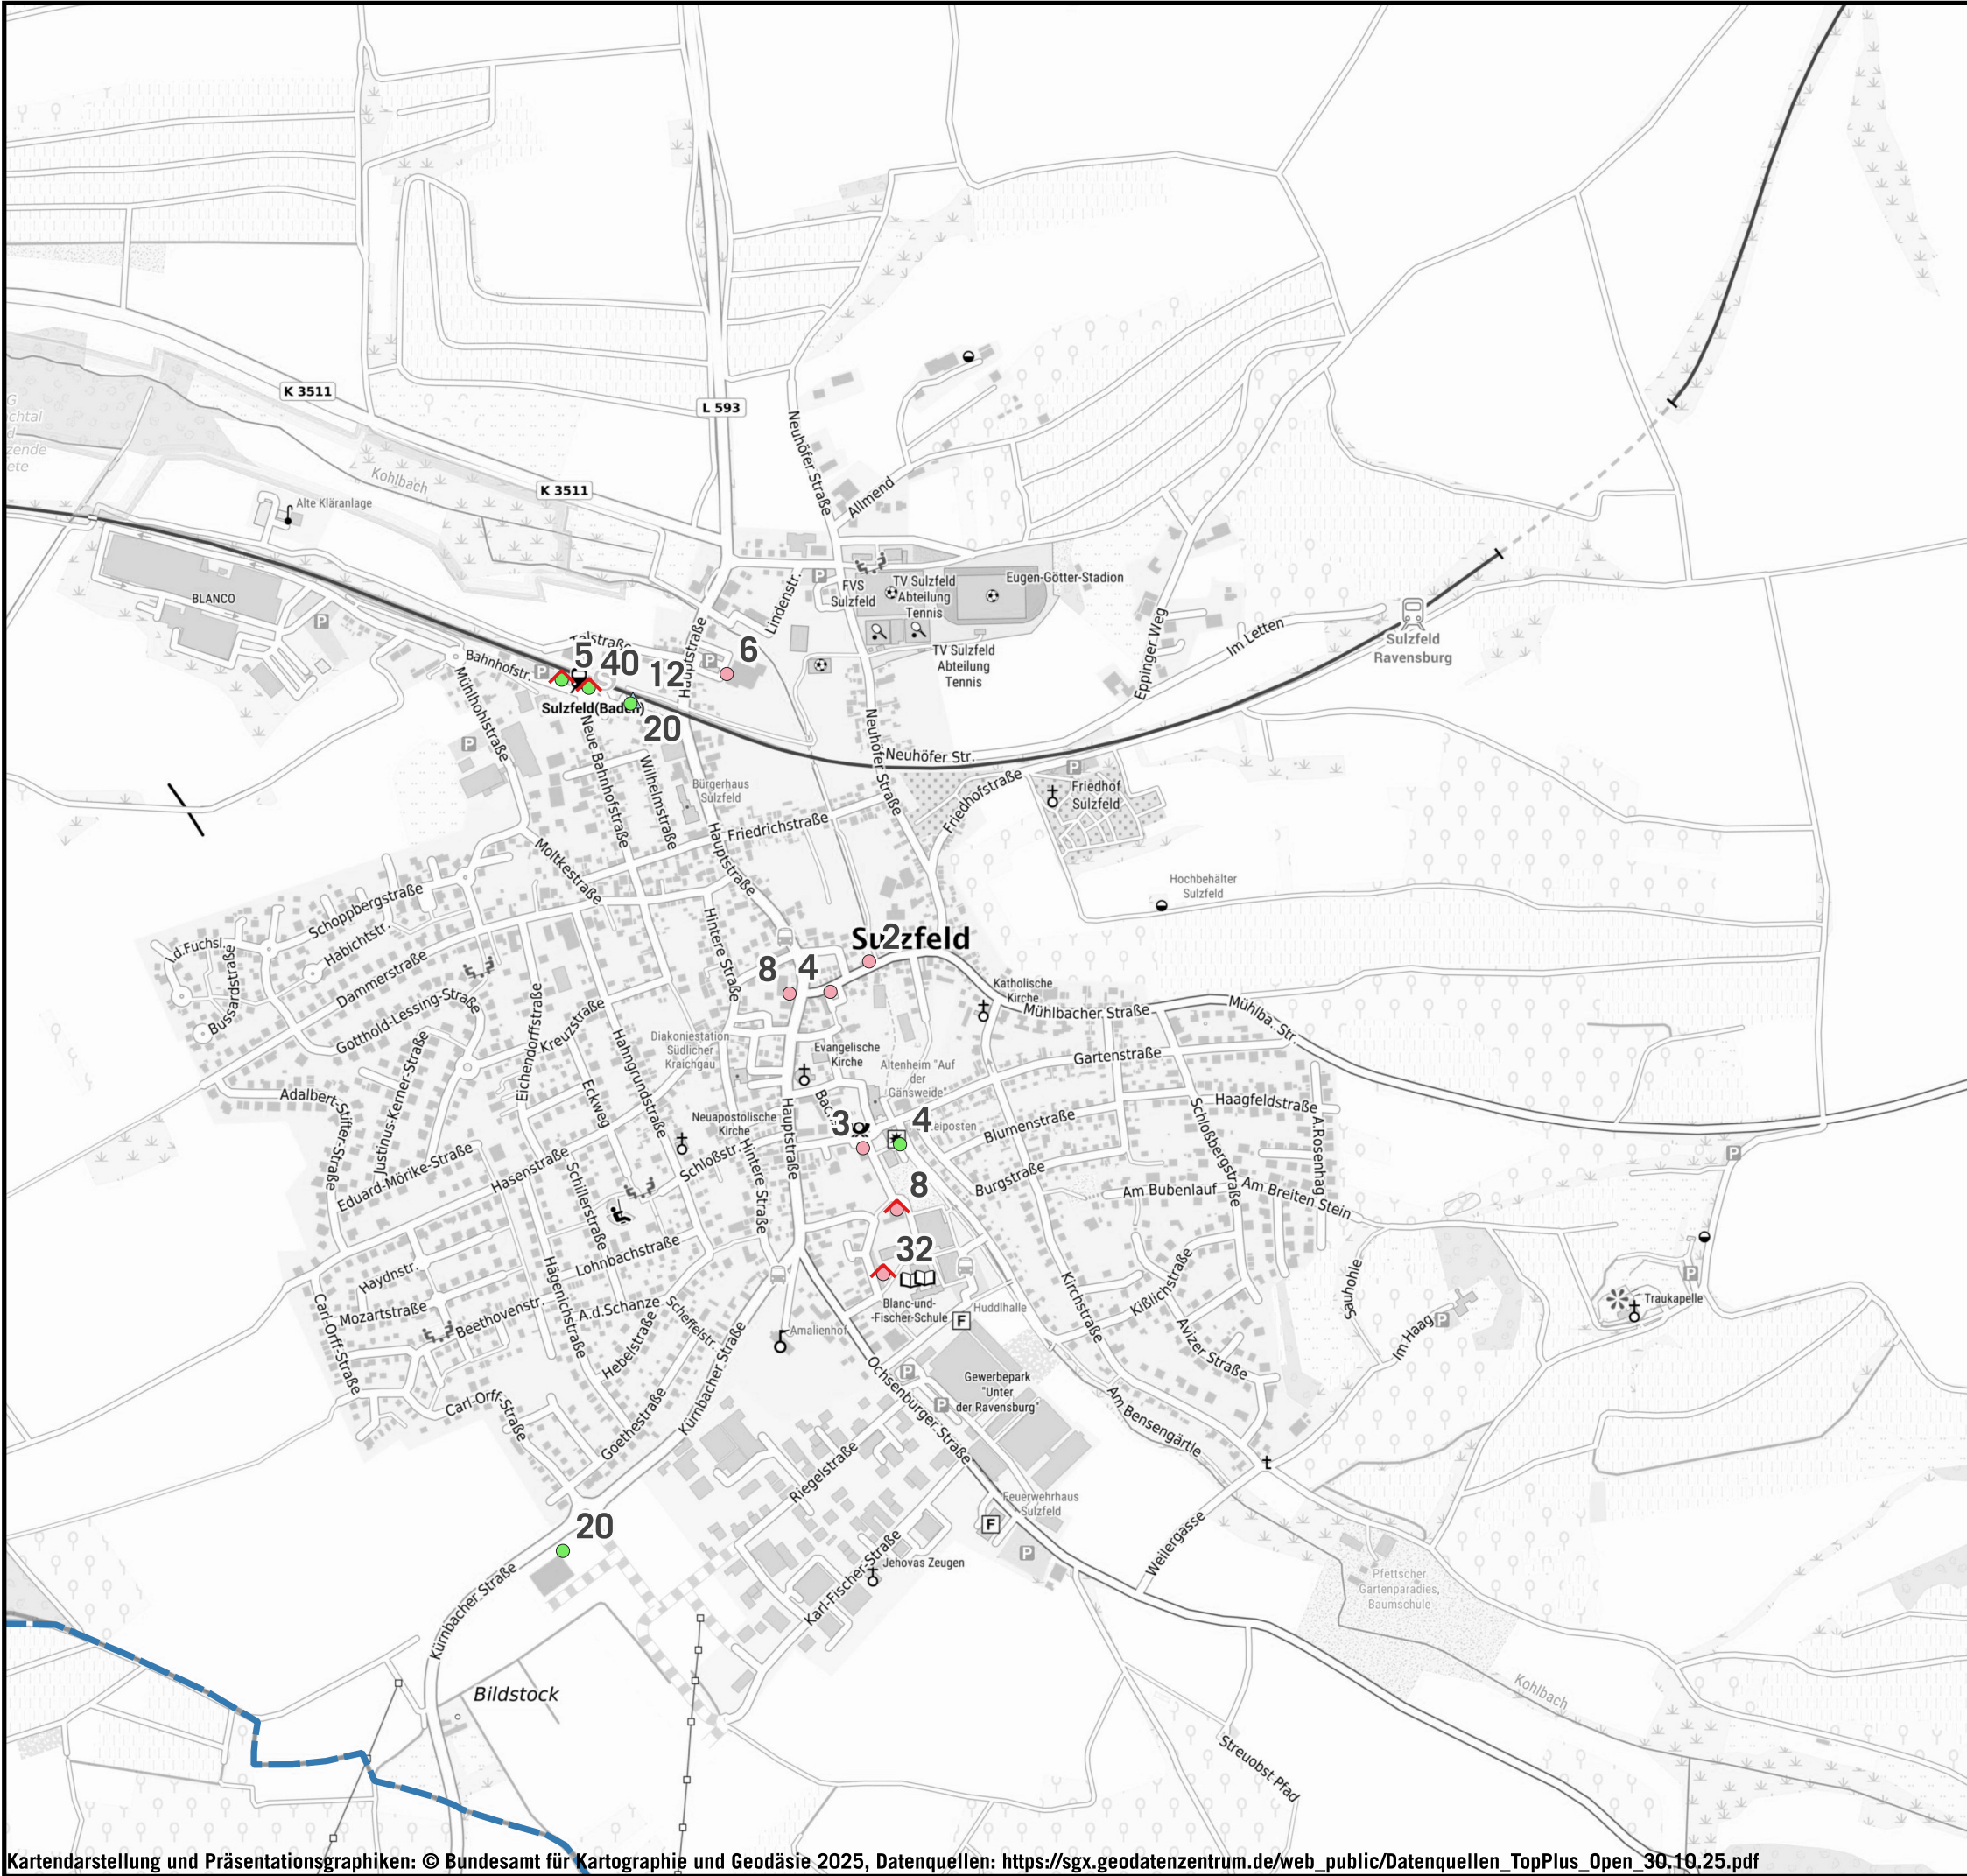 K 3511
L 593
K 3511
Kohlbach
Alte Kläranlage
BLANCO
Neuhöfer Straße
Allmend
FVS
Sulzfeld
TV Sulzfeld
Abteilung
Tennis
Eugen-Götter-Stadion
TV Sulzfeld
Abteilung
Tennis
Lindenstr.
Hauptstraße
Eppinger Weg
Im Letten
Sulzfeld
Ravensburg
Bahnhofstr.
5
40
12
6
20
Sulzfeld(Baden)
Mühlhohlstraße
Neue Bahnhofstraße
Wilhelmstraße
Bürgerhaus
Sulzfeld
Neuhöfer Straße
Neuhöfer Str.
Friedhofstraße
Friedhof
Sulzfeld
Friedrichstraße
Hauptstraße
Moltkestraße
Hochbehälter
Sulzfeld
Schoppbergstraße
Habichtstr.
I.d.Fuchsl.
Bussardstraße
Dammerstraße
Gotthold-Lessing-Straße
Hintere Straße
Sulzfeld
2
8
4
Katholische
Kirche
Mühlbacher Straße
Mühlba. Str.
Kreuzstraße
Eichendorffstraße
Hahngrundstraße
Diakoniestation
Südlicher
Kraichgau
Evangelische
Kirche
Altenheim "Auf
der
Gänsweide"
Gartenstraße
Adalbert-Stifter-Straße
Justinus-Kerner-Straße
Eckweg
Neuapostolische
Kirche
Hauptstraße
3
4
Blumenstraße
Haagfeldstraße
Schloßbergstraße
A.Rosenhag
Eduard-Mörike-Straße
Hasenstraße
Schillerstraße
Schloßstr.
Hintere Straße
Burgstraße
Am Bubenlauf
Am Breiten Stein
8
32
Lohnbachstraße
Haydnstr.
Mozartstraße
Beethovenstr.
Hägenichstraße
A.d.Schanze
Hebelstraße
Scheffelstr.
Carl-Orff-Straße
Amalienhof
Blanc-und-
-Fischer-Schule
F
Huddlhalle
Kirchstraße
Kißlichstraße
Avizer Straße
Sauhohle
Im Haag
Traukapelle
Kürnbacher Straße
Goethestraße
Carl-Orff-Straße
Ochsenburger Straße
Gewerbepark
"Unter
der Ravensburg"
Am Bensengärtle
Riegelstraße
Feuerwehrhaus
Sulzfeld
F
20
Karl-Fischer-Straße
Jehovas Zeugen
Weilergasse
Pfettscher
Gartenparadies,
Baumschule
Kürnbacher Straße
Bildstock
Kohlbach
Streuobst Pfad
Kartendarstellung und Präsentationsgraphiken: © Bundesamt für Kartographie und Geodäsie 2025, Datenquellen: https://sgx.geodatenzentrum.de/web_public/Datenquellen_TopPlus_Open_30.10.25.pdf